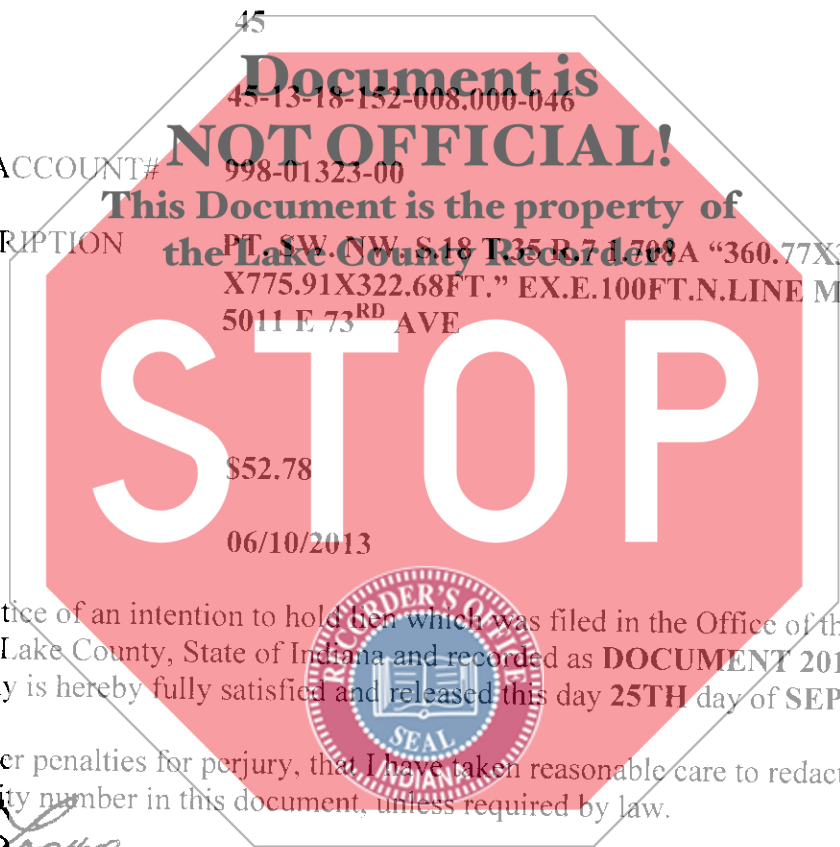 45
Document is
45-13-18-152-008.000-046
NOT OFFICIAL!
ACCOUNT# 998-01323-00
This Document is the property of
RIPTION PT. SW. NW. S.18 T.35 R.7 1.708A “360.77X3
the Lake County Recorder!
X775.91X322.68FT.” EX.E.100FT.N.LINE M
5011 E 73RD AVE
STOP
$52.78
06/10/2013
tice of an intention to hold lien which was filed in the Office of th
Lake County, State of Indiana and recorded as DOCUMENT 201
y is hereby fully satisfied and released this day 25TH day of SEP
RECORDER'S OFFICE
SEAL
INDIANA
er penalties for perjury, that I have taken reasonable care to redact
ity number in this document, unless required by law.